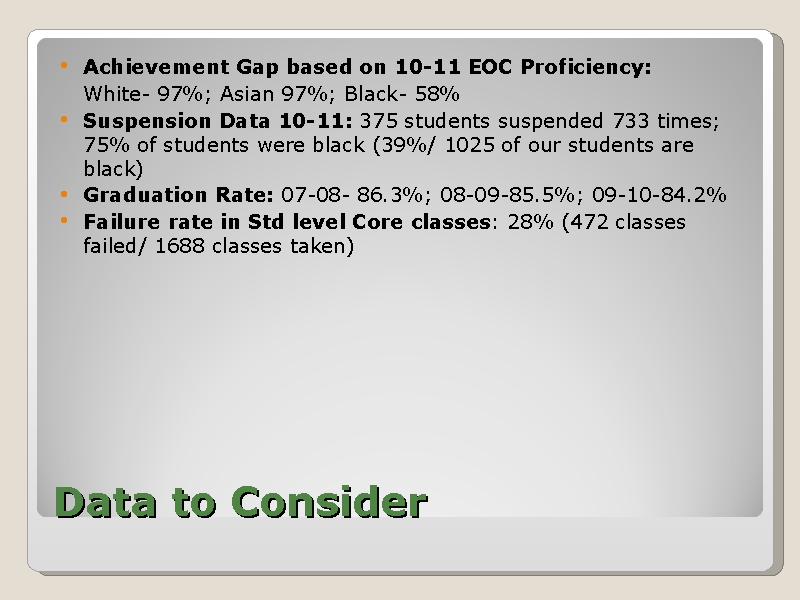 Achievement Gap based on 10-11 EOC Proficiency:
White- 97%; Asian 97%; Black- 58%
Suspension Data 10-11: 375 students suspended 733 times;
75% of students were black (39%/ 1025 of our students are
black)
Graduation Rate: 07-08- 86.3%; 08-09-85.5%; 09-10-84.2%
Failure rate in Std level Core classes: 28% (472 classes
failed/ 1688 classes taken)
Data to Consider